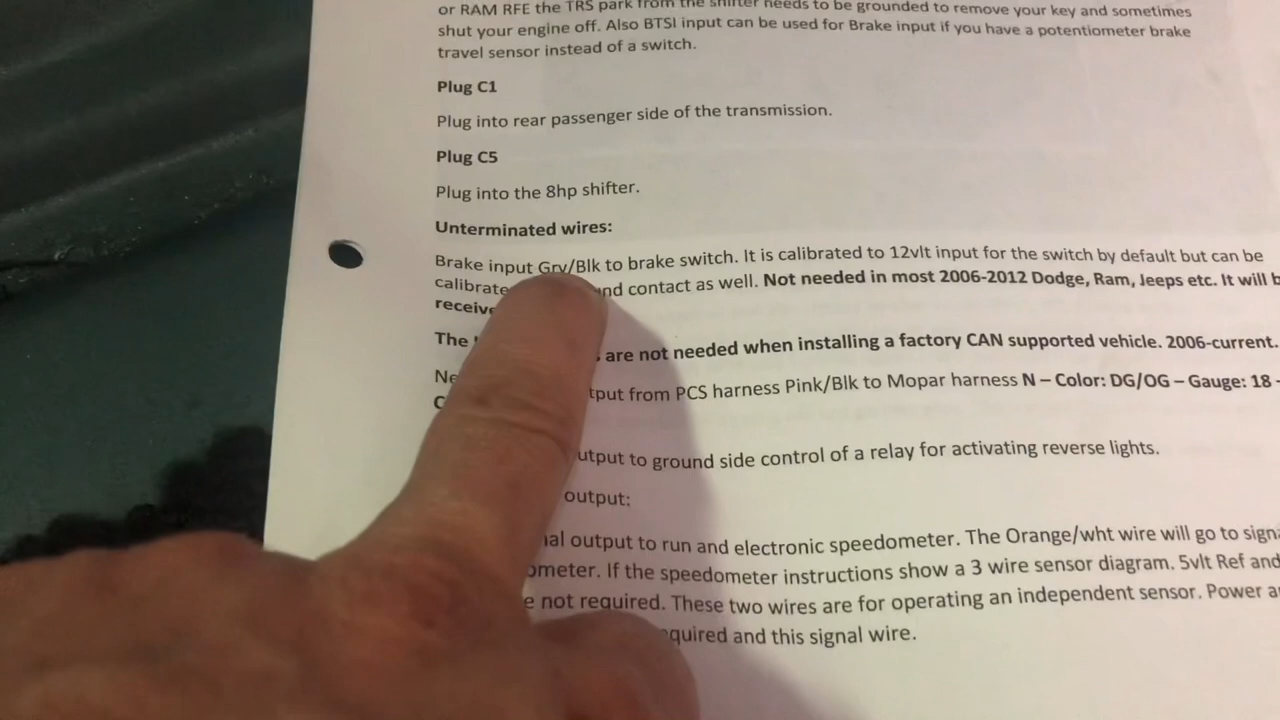 or RAM RFE the TRS park from the shifter needs to be grounded to remove your key and sometimes
shut your engine off. Also BTSI input can be used for Brake input if you have a potentiometer brake
travel sensor instead of a switch.
Plug C1
Plug into rear passenger side of the transmission.
Plug C5
Plug into the 8hp shifter.
Unterminated wires:
Brake input Gry/Blk to brake switch. It is calibrated to 12vlt input for the switch by default but can be
calibrate contact as well. Not needed in most 2006-2012 Dodge, Ram, Jeeps etc. It will
The are not needed when installing a factory CAN supported vehicle. 2006-current.
from PCS harness Pink/Blk to Mopar harness N – Color: DG/OG – Gauge: 18 -
to ground side control of a relay for activating reverse lights.
output:
output to run and electronic speedometer. The Orange/wht wire will go to
If the speedometer instructions show a 3 wire sensor diagram. 5vlt Ref and
not required. These two wires are for operating an independent sensor. Power
and this signal wire.